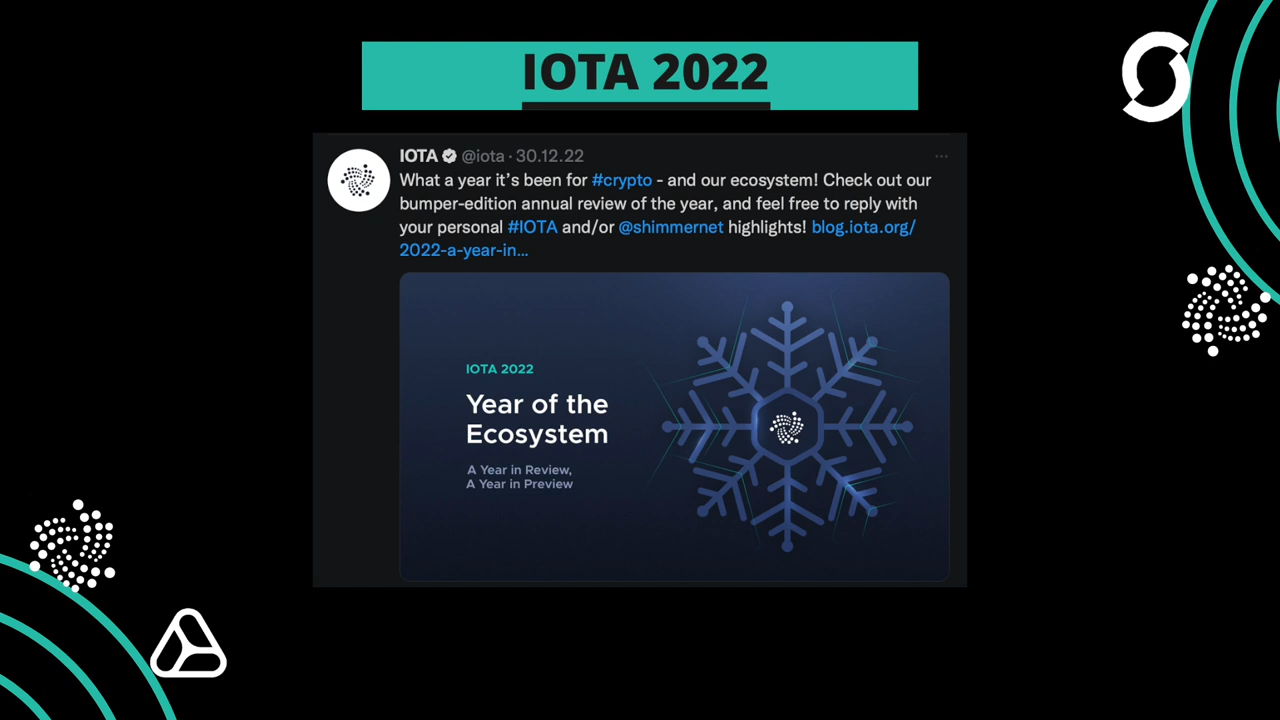 IOTA 2022
IOTA @iota · 30.12.22
What a year it’s been for #crypto - and our ecosystem! Check out our
bumper-edition annual review of the year, and feel free to reply with
your personal #IOTA and/or @shimmernet highlights! blog.iota.org/
2022-a-year-in...
IOTA 2022
Year of the
Ecosystem
A Year in Review,
A Year in Preview